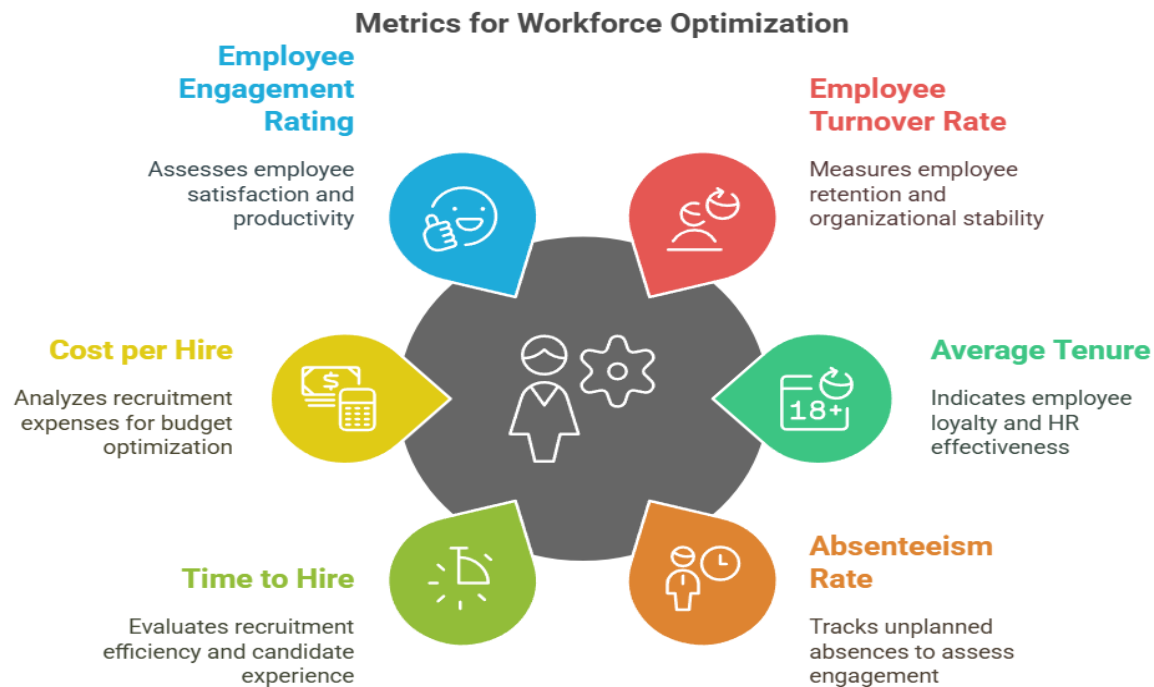 Metrics for Workforce Optimization
Employee
Engagement
Rating
Assesses employee
satisfaction and
productivity
Employee
Turnover Rate
Measures employee
retention and
organizational stability
Cost per Hire
Analyzes recruitment
expenses for budget
optimization
$
Average Tenure
Indicates employee
loyalty and HR
effectiveness
18+
Time to Hire
Evaluates recruitment
efficiency and candidate
experience
Absenteeism
Rate
Tracks unplanned
absences to assess
engagement